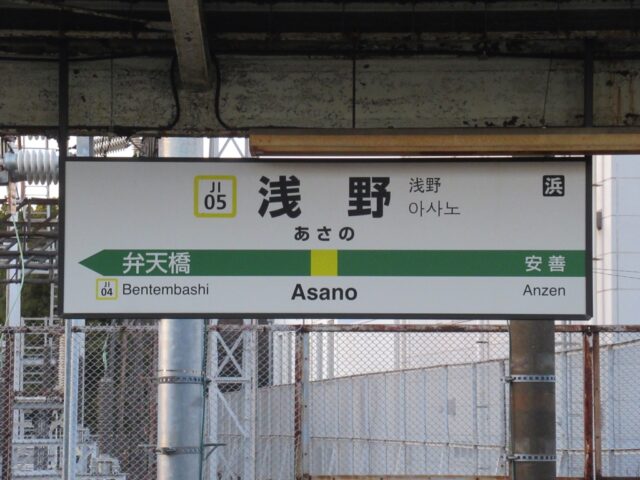 JI
05
浅野
浅野
아사노
浜
あさの
弁天橋
安善
JI
04
Bentembashi
Asano
Anzen